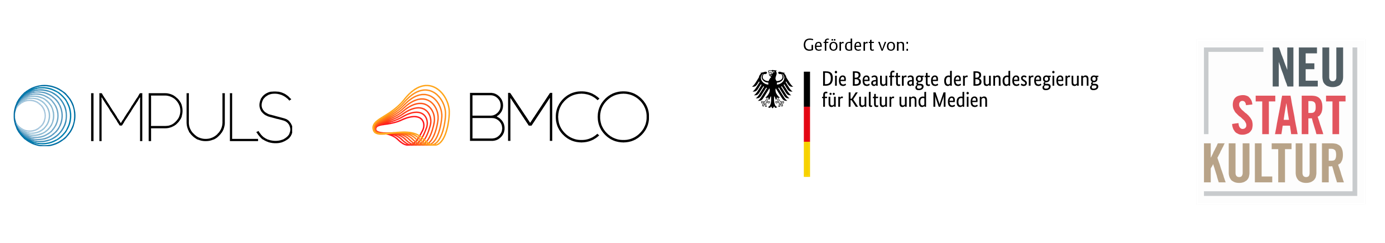 IMPULS
BMCO
Gefördert von:
Die Beauftragte der Bundesregierung
für Kultur und Medien
NEU
START
KULTUR